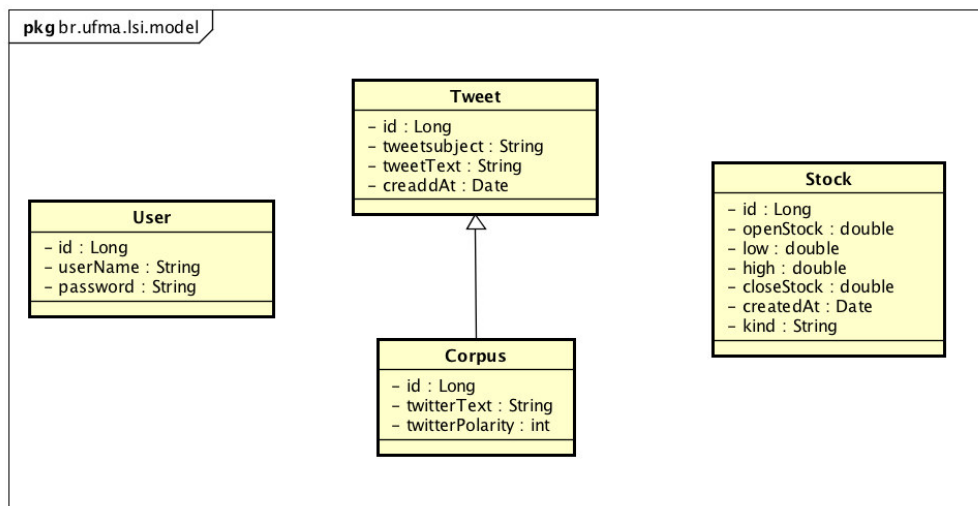 pkg br.ufma.lsi.model
Tweet
- id : Long
- tweetsubject : String
- tweetText : String
- creaddAt : Date
User
- id : Long
- userName : String
- password : String
Stock
- id : Long
- openStock : double
- low : double
- high : double
- closeStock : double
- createdAt : Date
- kind : String
Corpus
- id : Long
- twitterText : String
- twitterPolarity : int